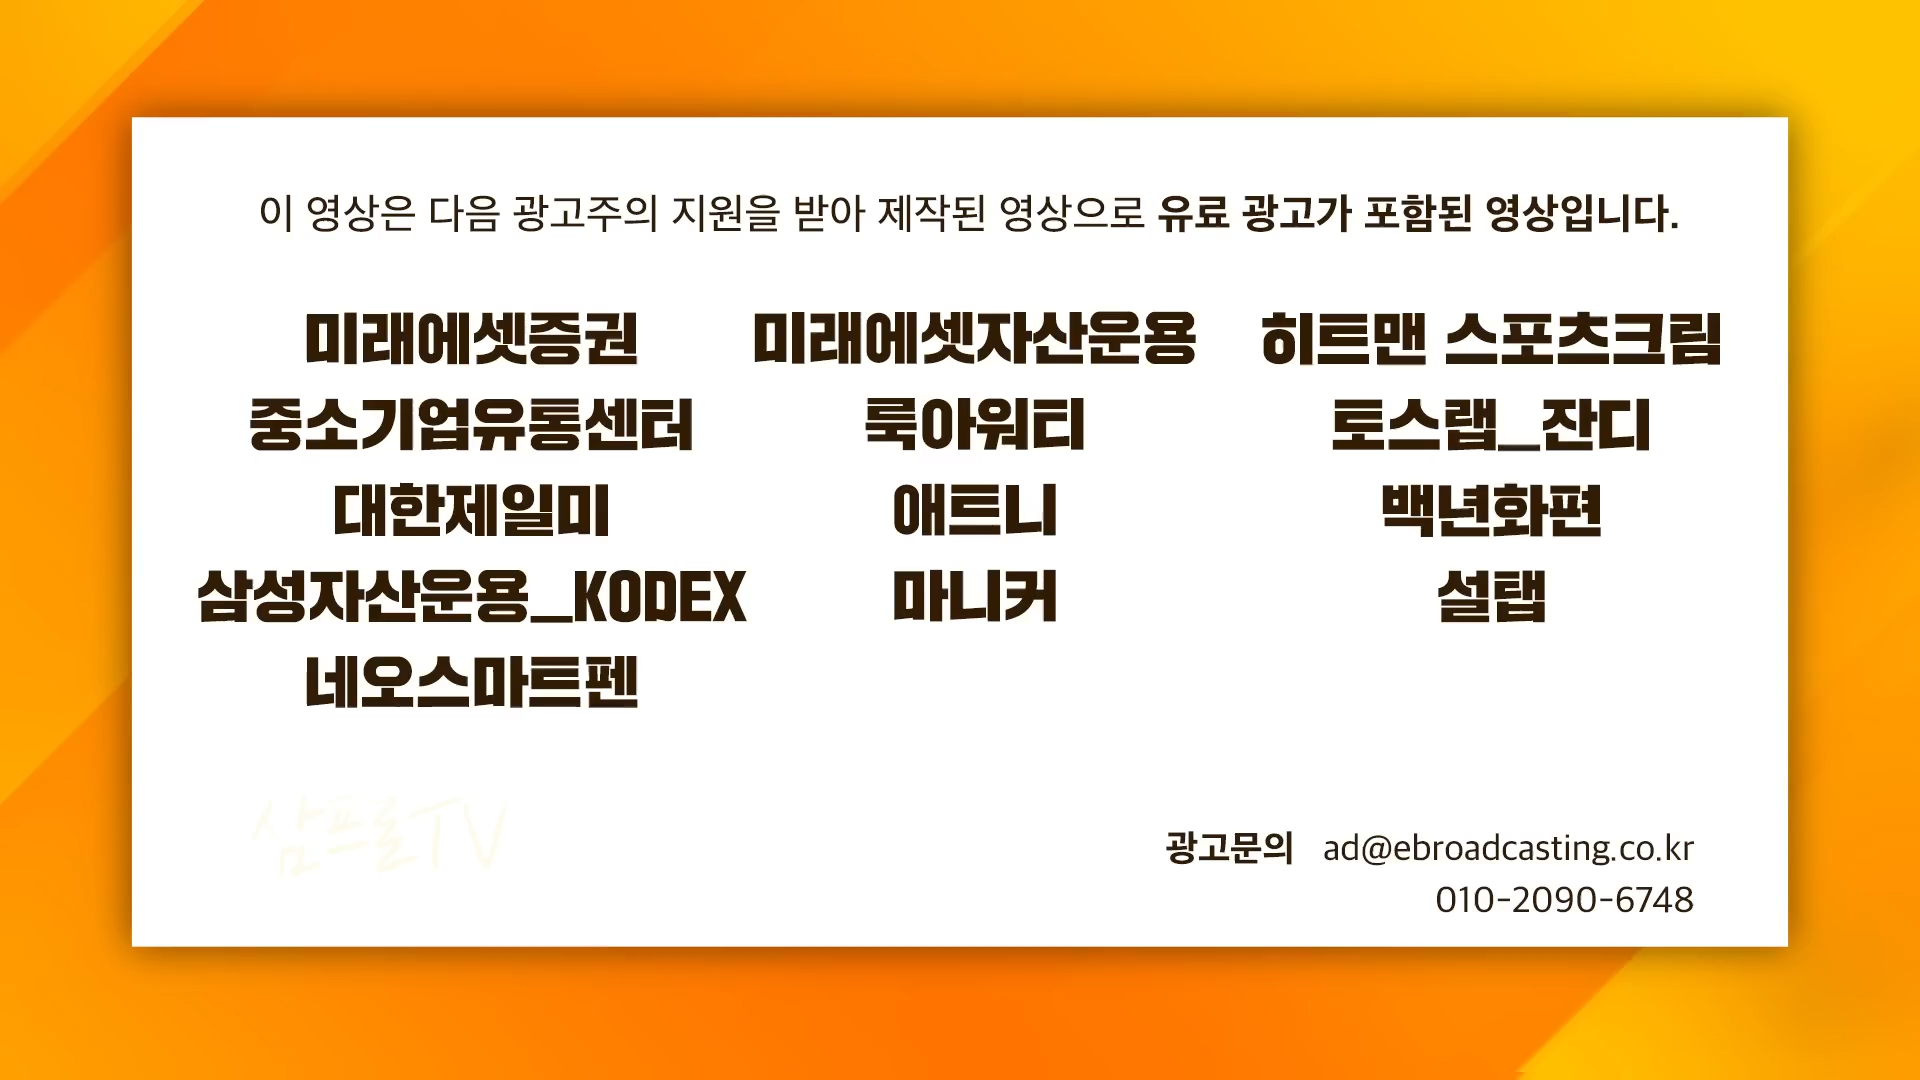 이 영상은 다음 광고주의 지원을 받아 제작된 영상으로 유료 광고가 포함된 영상입니다.
미래에셋증권 미래에셋자산운용 히트맨 스포츠크림
중소기업유통센터 룩아워티 토스랩_잔디
대한제일미 애트니 백년화편
삼성자산운용_KODEX 마니커 설탭
네오스마트펜
삼프로TV
광고문의 ad@ebroadcasting.co.kr
010-2090-6748